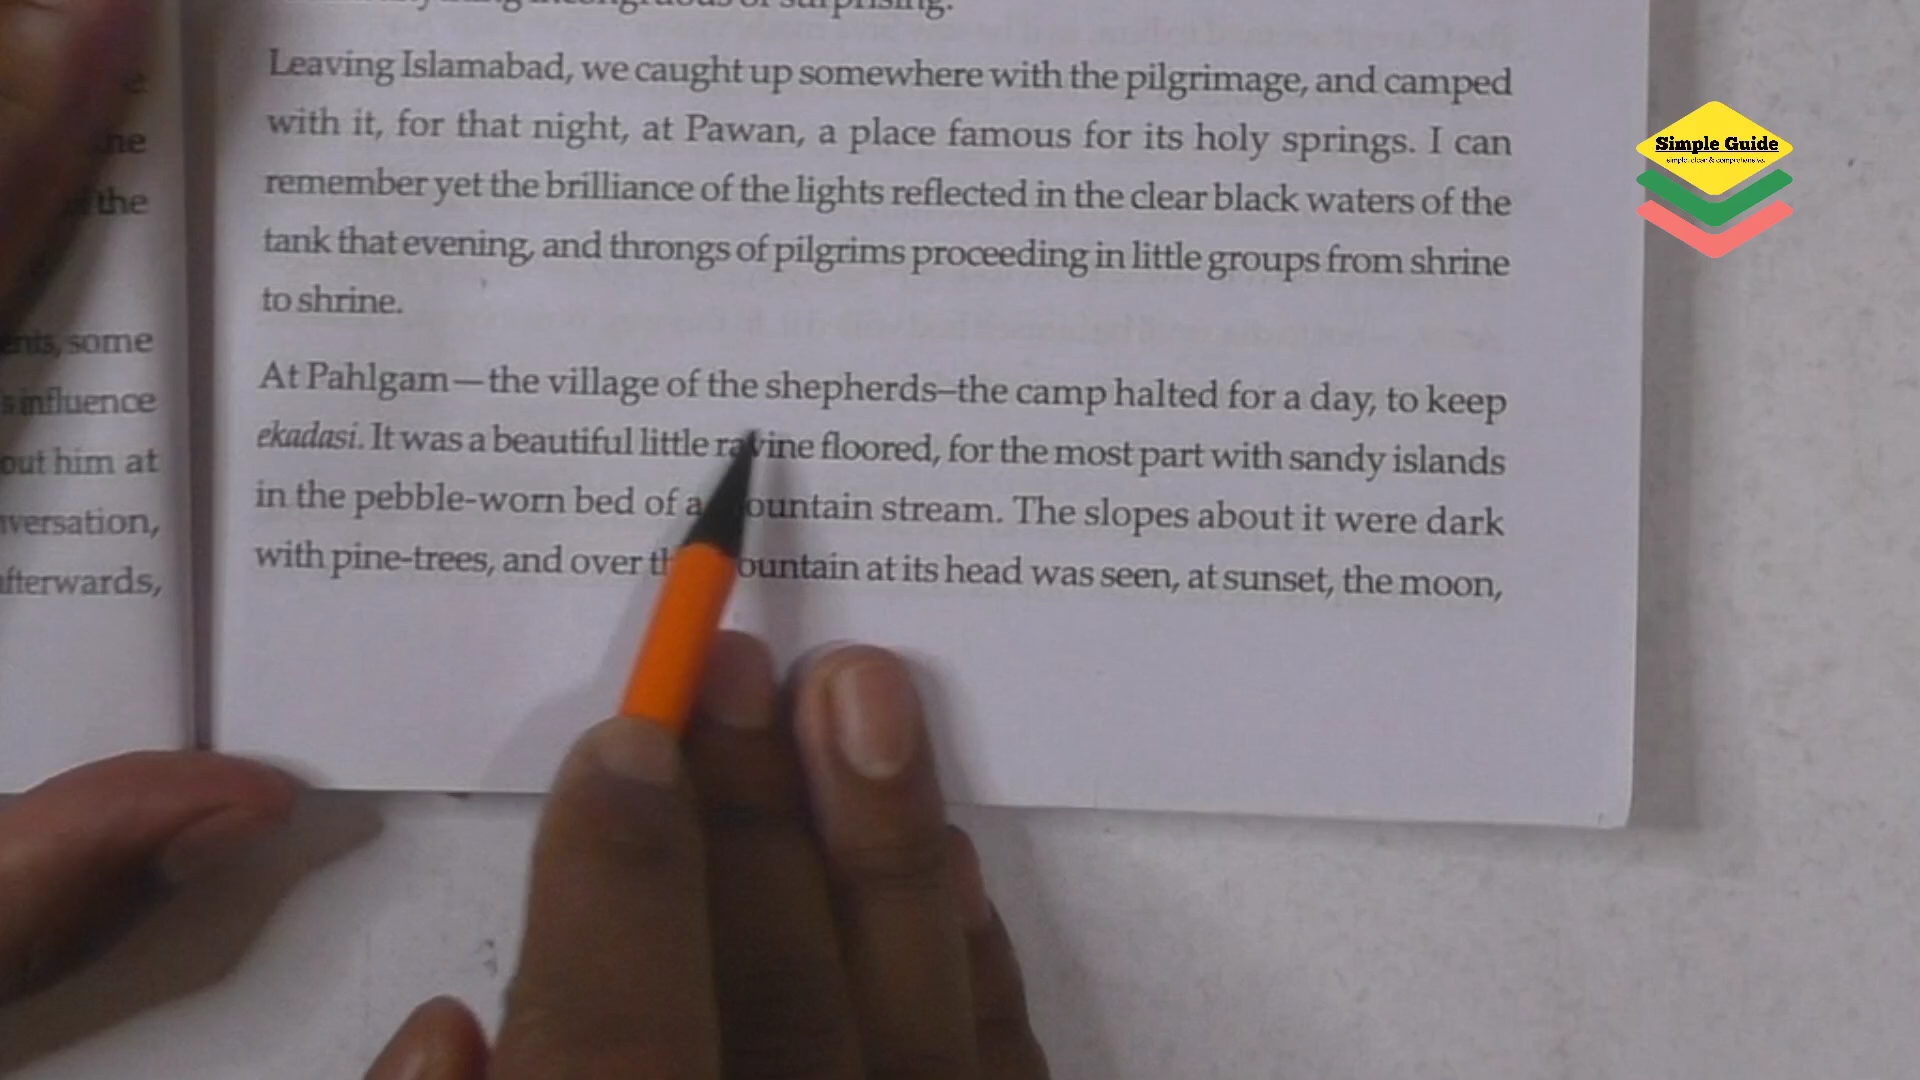 surprising.
Leaving Islamabad, we caught up somewhere with the pilgrimage, and camped
with it, for that night, at Pawan, a place famous for its holy springs. I can
remember yet the brilliance of the lights reflected in the clear black waters of the
tank that evening, and throngs of pilgrims proceeding in little groups from shrine
to shrine.
At Pahlgam—the village of the shepherds–the camp halted for a day, to keep
ekadasi. It was a beautiful little ravine floored, for the most part with sandy islands
in the pebble-worn bed of a stream. The slopes about it were dark
with pine-trees, and over at its head was seen, at sunset, the moon,
the
some
influence
out him at
afterwards,
Simple Guide
simple, clear & comprehensive.